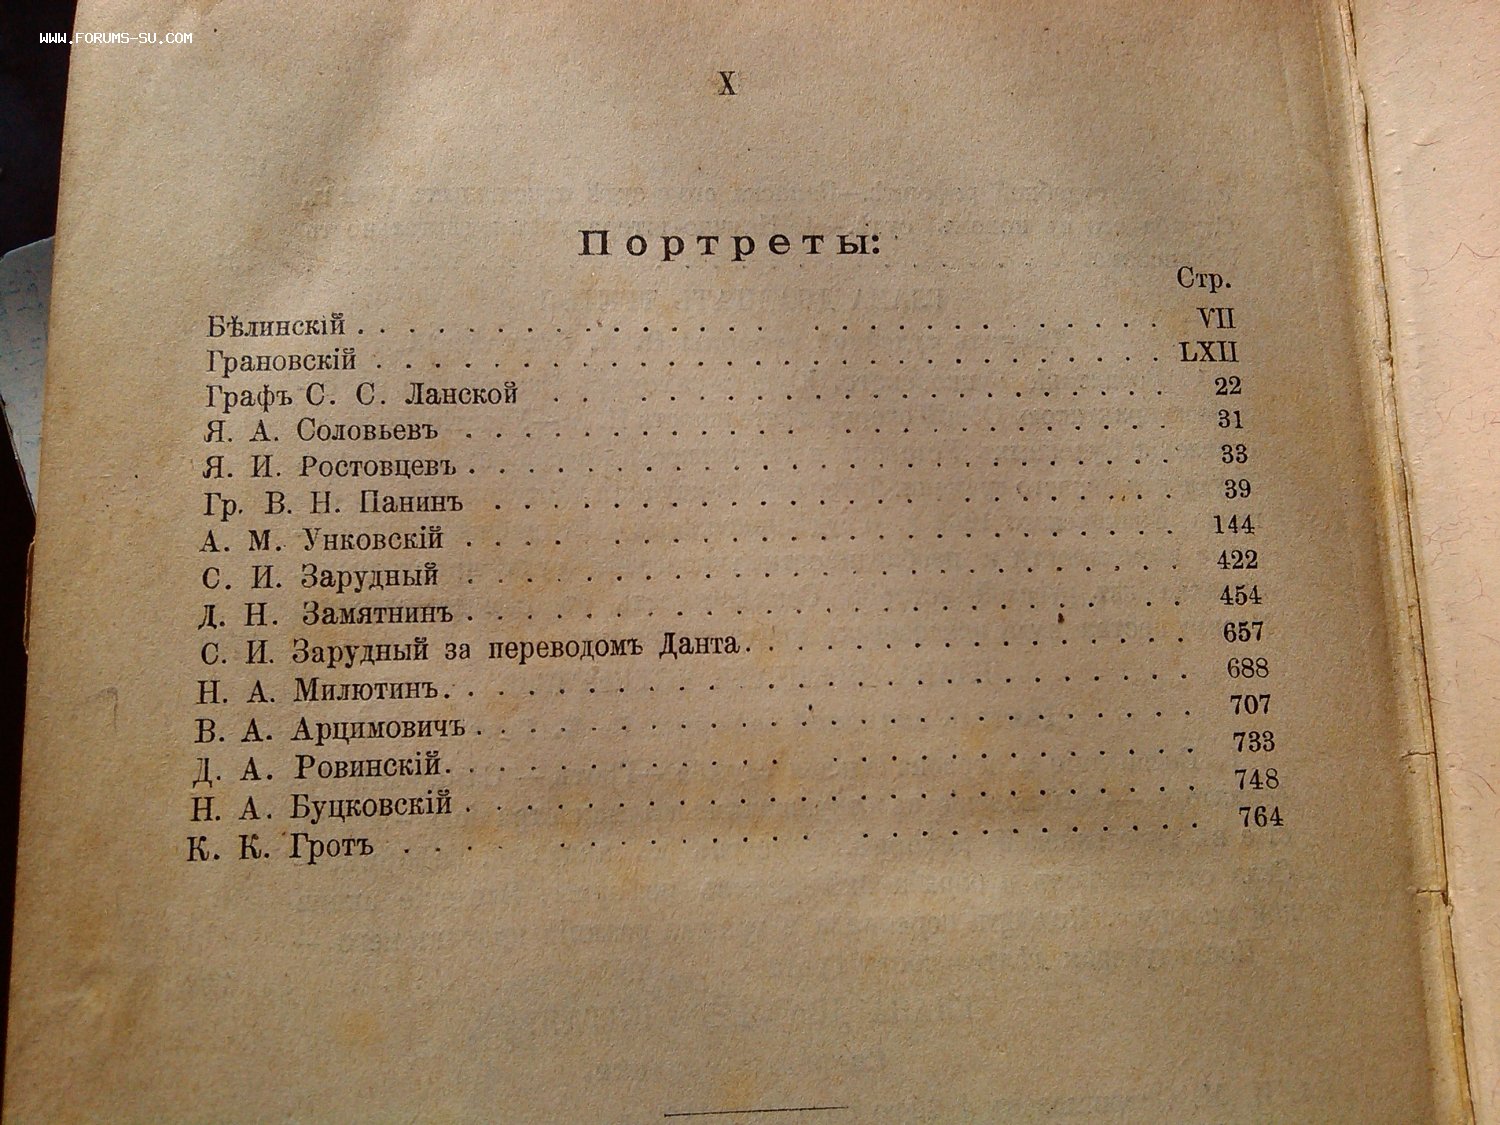 WWW.FORUMS-SU.COM
X
Портреты:
Стр.
Бѣлинскій . . . . . . . . . . . . . . . . . . . . . . . . . . VII
Грановскій . . . . . . . . . . . . . . . . . . . . . . . . . . LXII
Графъ С. С. Ланской . . . . . . . . . . . . . . . . . . . . 22
Я. А. Соловьевъ . . . . . . . . . . . . . . . . . . . . . . . 31
Я. И. Ростовцевъ . . . . . . . . . . . . . . . . . . . . . . . 33
Гр. В. Н. Панинъ . . . . . . . . . . . . . . . . . . . . . . 39
А. М. Унковскій . . . . . . . . . . . . . . . . . . . . . . . 144
С. И. Зарудный . . . . . . . . . . . . . . . . . . . . . . . 422
Д. Н. Замятнинъ . . . . . . . . . . . . . . . . . . . . . . . 454
С. И. Зарудный за переводомъ Данта . . . . . . . . . . . . . . 657
Н. А. Милютинъ . . . . . . . . . . . . . . . . . . . . . . . 688
В. А. Арцимовичъ . . . . . . . . . . . . . . . . . . . . . . 707
Д. А. Ровинскій . . . . . . . . . . . . . . . . . . . . . . . 733
Н. А. Буцковскій . . . . . . . . . . . . . . . . . . . . . . . 748
К. К. Гротъ . . . . . . . . . . . . . . . . . . . . . . . . 764